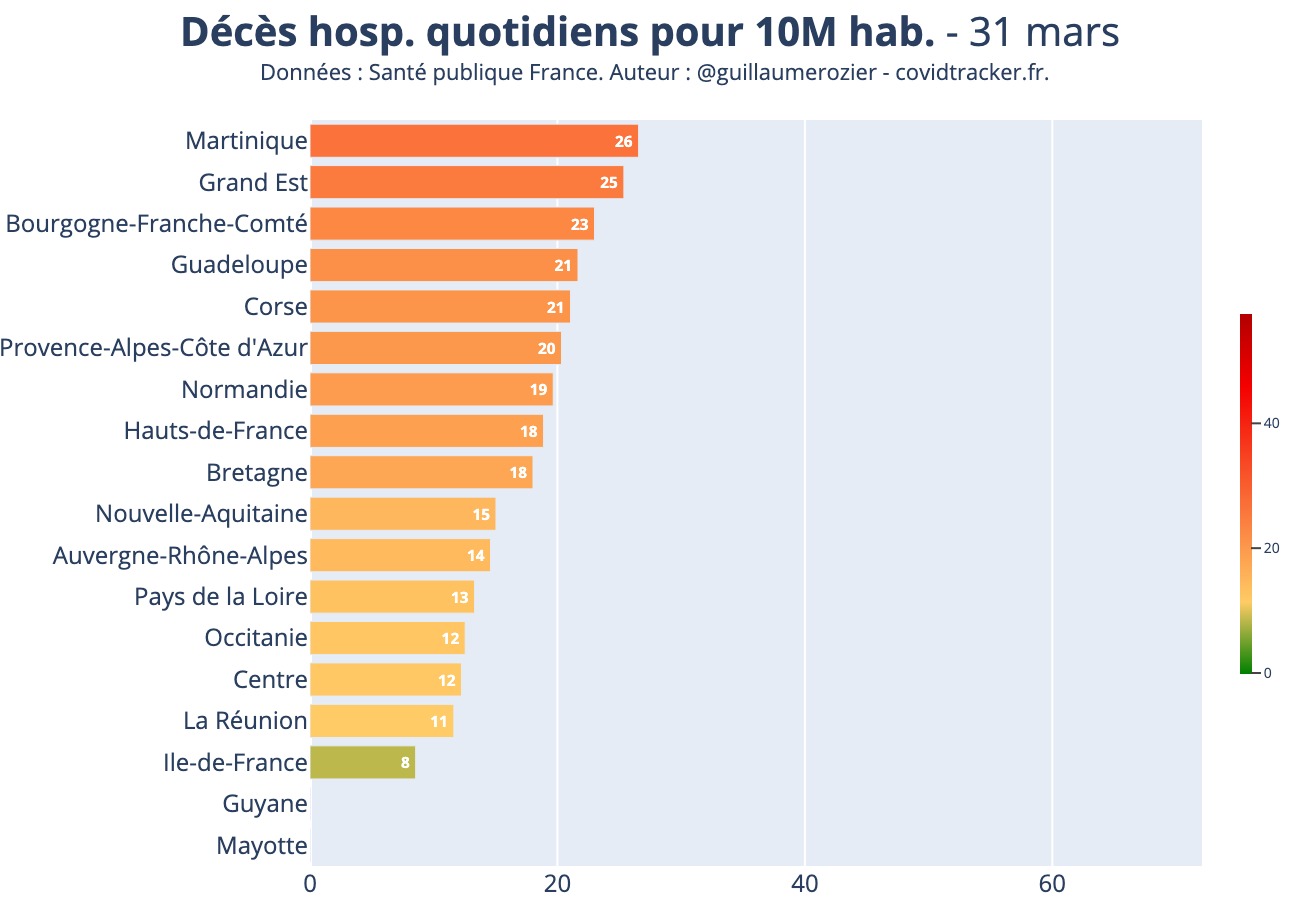 Décès hosp. quotidiens pour 10M hab. - 31 mars
Données : Santé publique France. Auteur : @guillaumerozier - covidtracker.fr.
Martinique 26
Grand Est 25
Bourgogne-Franche-Comté 23
Guadeloupe 21
Corse 21
Provence-Alpes-Côte d'Azur 20
Normandie 19
Hauts-de-France 18
Bretagne 18
Nouvelle-Aquitaine 15
Auvergne-Rhône-Alpes 14
Pays de la Loire 13
Occitanie 12
Centre 12
La Réunion 11
Ile-de-France 8
Guyane
Mayotte
0 20 40 60
40
20
0